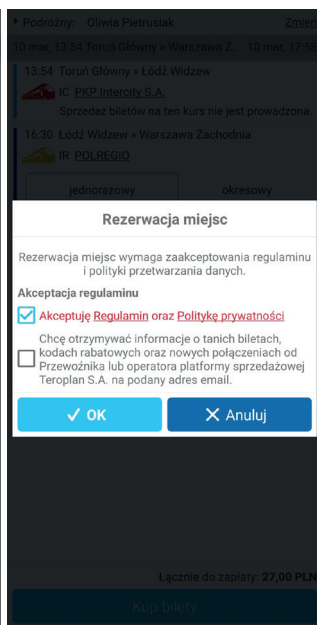 Podróżny: Oliwia Pietrusiak Zmień
10 mar, 13:54 Toruń Główny » Warszawa Z.. 10 mar, 17:58
13:54 Toruń Główny » Łódź
Widzew
IC PKP Intercity S.A.
Sprzedaż biletów na ten kurs nie jest prowadzona.
16:30 Łódź Widzew » Warszawa Zachodnia
IR POLREGIO
jednorazowy okresowy
Rezerwacja miejsc
Rezerwacja miejsc wymaga zaakceptowania regulaminu
i polityki przetwarzania danych.
Akceptacja regulaminu
Akceptuję Regulamin oraz Politykę prywatności
Chcę otrzymywać informacje o tanich biletach,
kodach rabatowych oraz nowych połączeniach od
Przewoźnika lub operatora platformy sprzedażowej
Teroplan S.A. na podany adres email.
OK Anuluj
Łącznie do zapłaty: 27,00 PLN
Kup bilety